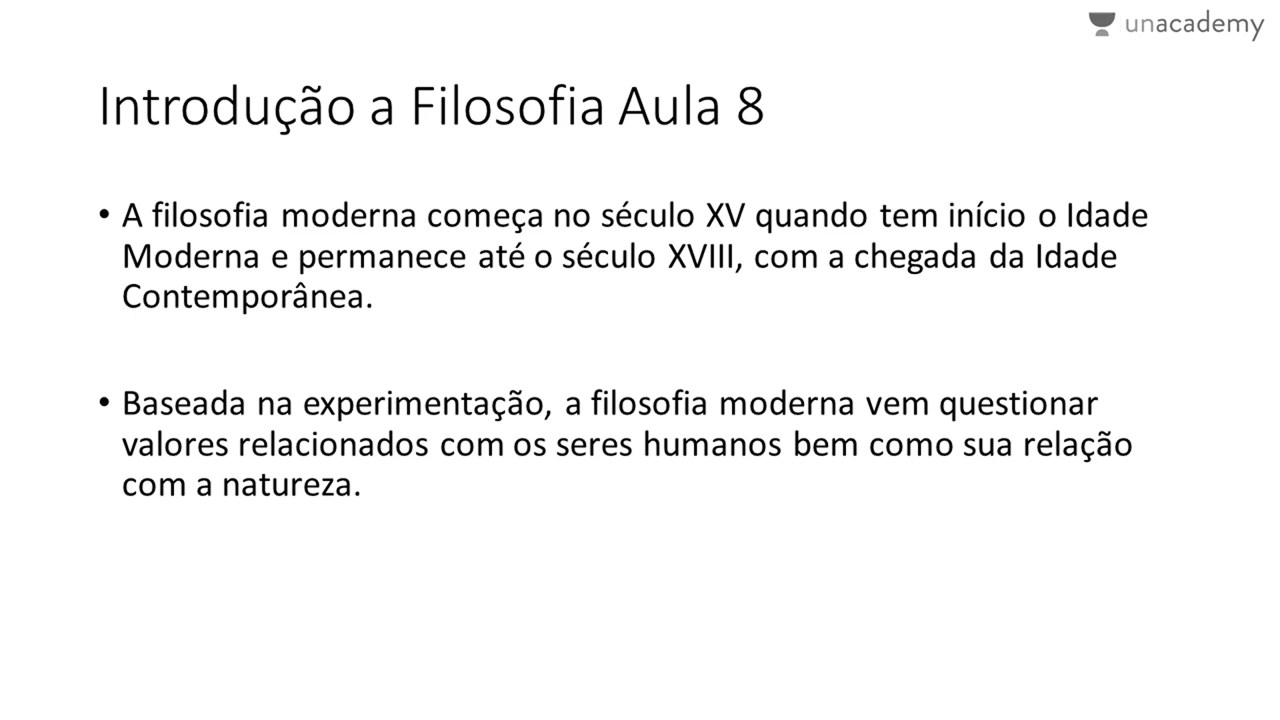 unacademy
Introdução a Filosofia Aula 8
• A filosofia moderna começa no século XV quando tem início o Idade
Moderna e permanece até o século XVIII, com a chegada da Idade
Contemporânea.
• Baseada na experimentação, a filosofia moderna vem questionar
valores relacionados com os seres humanos bem como sua relação
com a natureza.